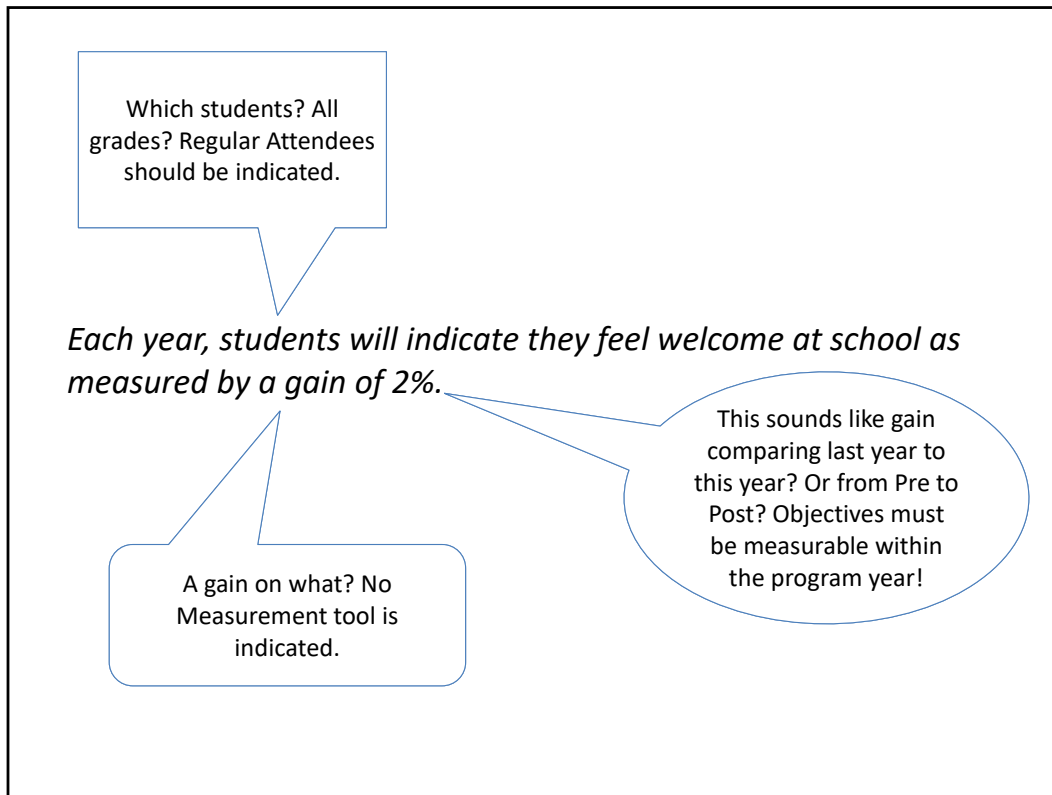 Which students? All
grades? Regular Attendees
should be indicated.
Each year, students will indicate they feel welcome at school as
measured by a gain of 2%.
This sounds like gain
comparing last year to
this year? Or from Pre to
Post? Objectives must
be measurable within
the program year!
A gain on what? No
Measurement tool is
indicated.